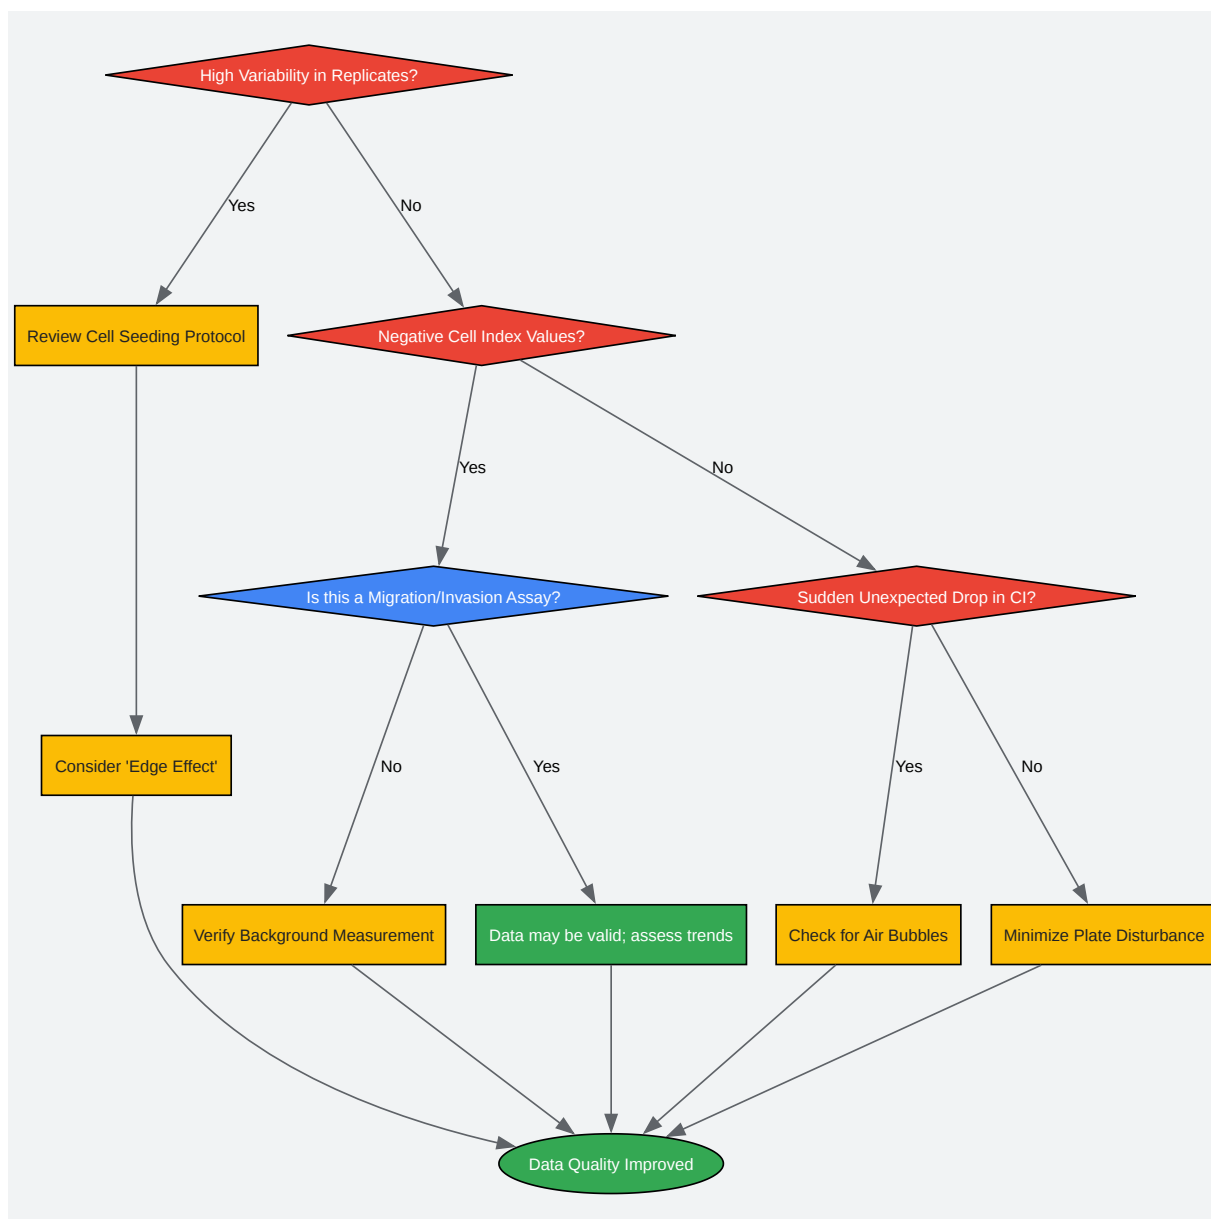 High Variability in Replicates?
Yes
No
Review Cell Seeding Protocol
Negative Cell Index Values?
Yes
No
Is this a Migration/Invasion Assay?
Sudden Unexpected Drop in CI?
Consider 'Edge Effect'
No
Yes
Yes
No
Verify Background Measurement
Data may be valid; assess trends
Check for Air Bubbles
Minimize Plate Disturbance
Data Quality Improved